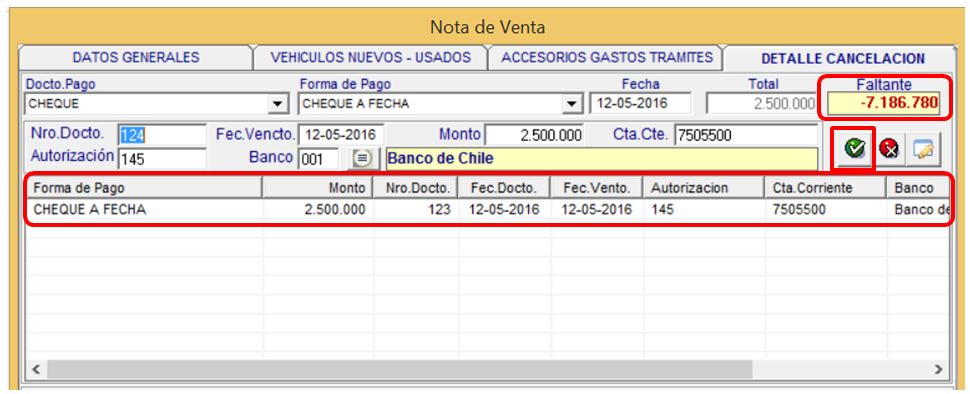 Nota de Venta
DATOS GENERALES VEHICULOS NUEVOS - USADOS ACCESORIOS GASTOS TRAMITES DETALLE CANCELACION
Docto.Pago Forma de Pago Fecha Total Faltante
CHEQUE CHEQUE A FECHA 12-05-2016 2.500.000 -7.186.780
Nro.Docto. 124 Fec.Vencto. 12-05-2016 Monto 2.500.000 Cta.Cte. 7505500
Autorización 145 Banco 001 Banco de Chile
Forma de Pago Monto Nro.Docto. Fec.Docto. Fec.Vento. Autorizacion Cta.Corriente Banco
CHEQUE A FECHA 2.500.000 123 12-05-2016 12-05-2016 145 7505500 Banco de